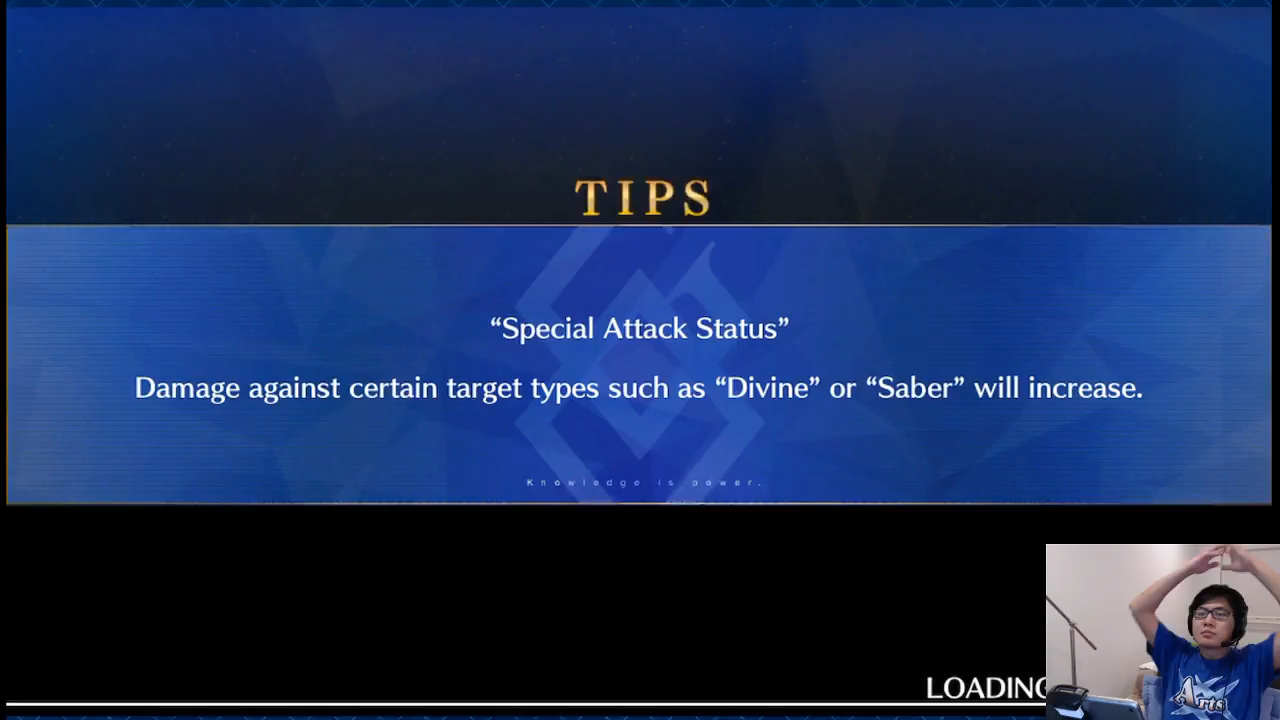 TIPS
“Special Attack Status”
Damage against certain target types such as “Divine” or “Saber” will increase.
Knowledge is power.
LOADING
Arts